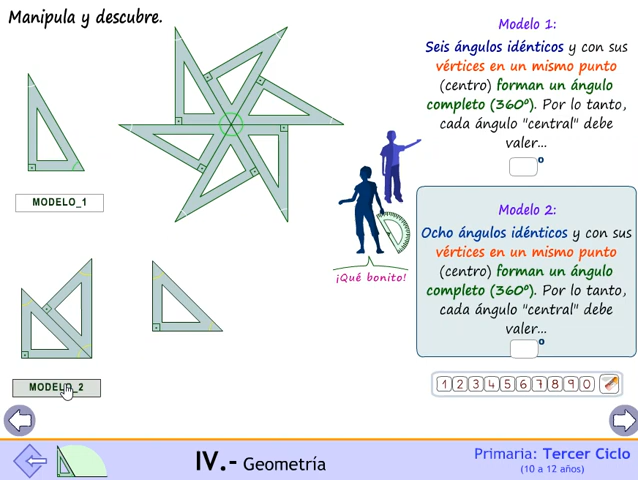 Manipula y descubre.
MODELO_1
MODELO_2
¡Qué bonito!
Modelo 1:
Seis ángulos idénticos y con sus
vértices en un mismo punto
(centro) forman un ángulo
completo (360º). Por lo tanto,
cada ángulo "central" debe
valer...
º
Modelo 2:
Ocho ángulos idénticos y con sus
vértices en un mismo punto
(centro) forman un ángulo
completo (360º). Por lo tanto,
cada ángulo "central" debe
valer...
º
1 2 3 4 5 6 7 8 9 0
IV.- Geometría
Primaria: Tercer Ciclo
(10 a 12 años)